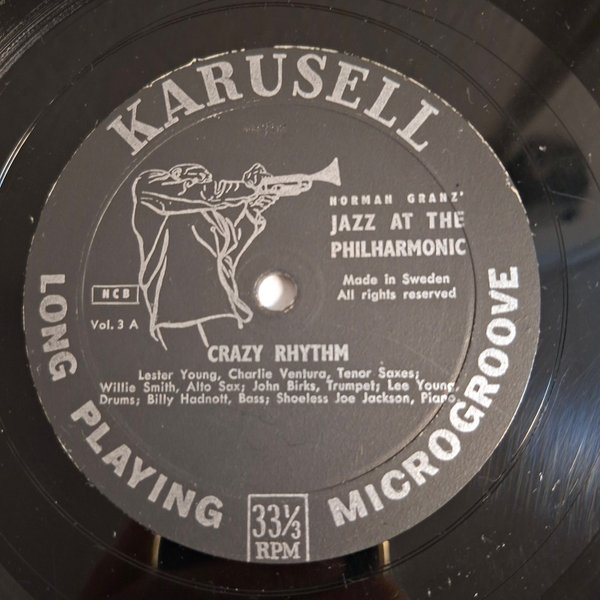 KARUSELL
NORMAN GRANZ'
JAZZ AT THE
PHILHARMONIC
Made in Sweden
All rights reserved
NCB
Vol. 3 A
CRAZY RHYTHM
Lester Young, Charlie Ventura, Tenor Saxes;
Willie Smith, Alto Sax; John Birks, Trumpet; Lee Young,
Drums; Billy Hadnott, Bass; Shoeless Joe Jackson, Piano.
LONG PLAYING
33⅓
RPM
MICROGROOVE